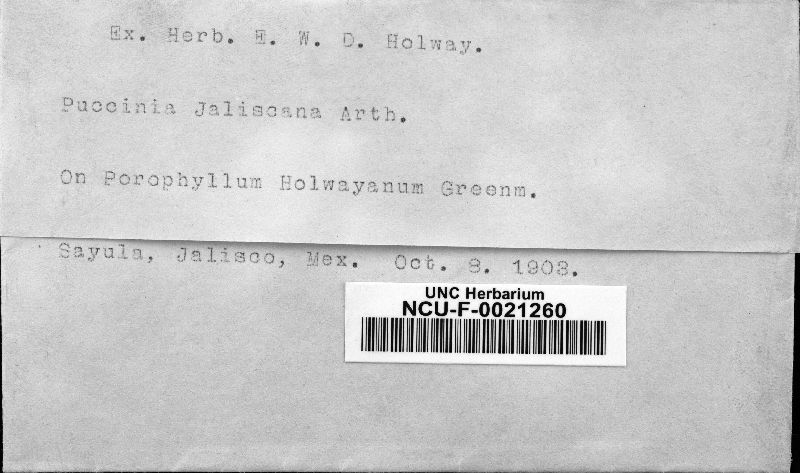 Ex. Herb. E. W. D. Holway.
Puccinia Jaliscana Arth.
On Porophyllum Holwayanum Greenm.
Sayula, Jalisco, Mex. Oct. 8. 1903.
UNC Herbarium
NCU-F-0021260